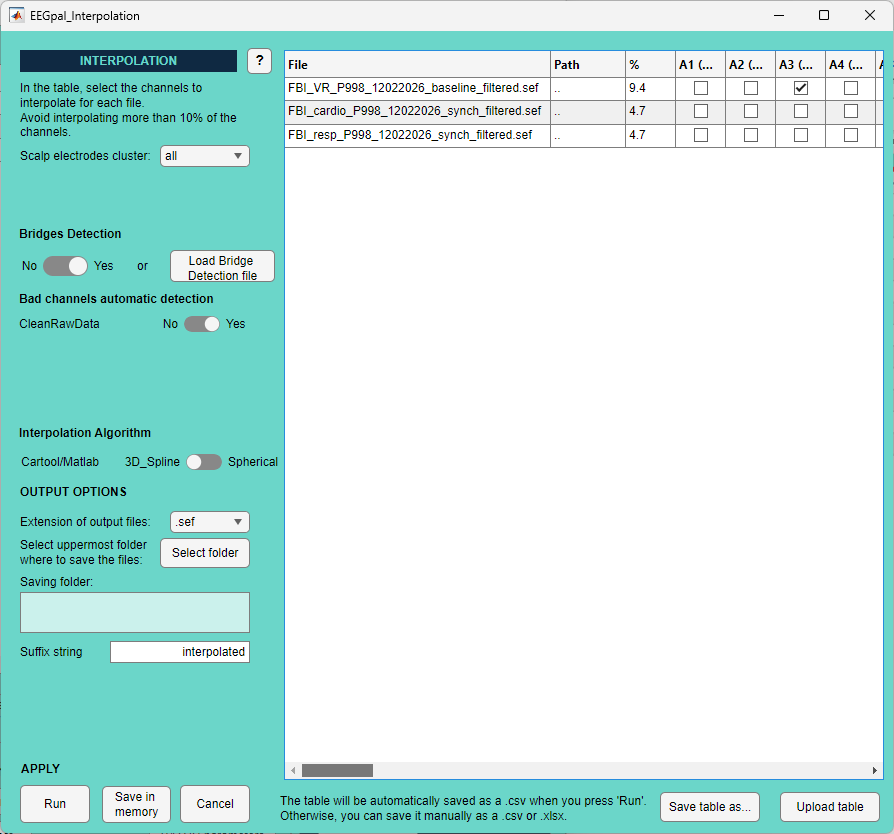 EEGpal_Interpolation
INTERPOLATION
?
In the table, select the channels to
interpolate for each file.
Avoid interpolating more than 10% of the
channels.
Scalp electrodes cluster: all
Bridges Detection
No Yes or Load Bridge
Detection file
Bad channels automatic detection
CleanRawData No Yes
Interpolation Algorithm
Cartool/Matlab 3D_Spline Spherical
OUTPUT OPTIONS
Extension of output files: .sef
Select uppermost folder
where to save the files:
Select folder
Saving folder:
Suffix string interpolated
APPLY
Run
Save in
memory
Cancel
File Path % A1 (... A2 (... A3 (... A4 (...
FBI_VR_P998_12022026_baseline_filtered.sef .. 9.4
FBI_cardio_P998_12022026_synch_filtered.sef .. 4.7
FBI_resp_P998_12022026_synch_filtered.sef .. 4.7
The table will be automatically saved as a .csv when you press 'Run'.
Otherwise, you can save it manually as a .csv or .xlsx.
Save table as...
Upload table